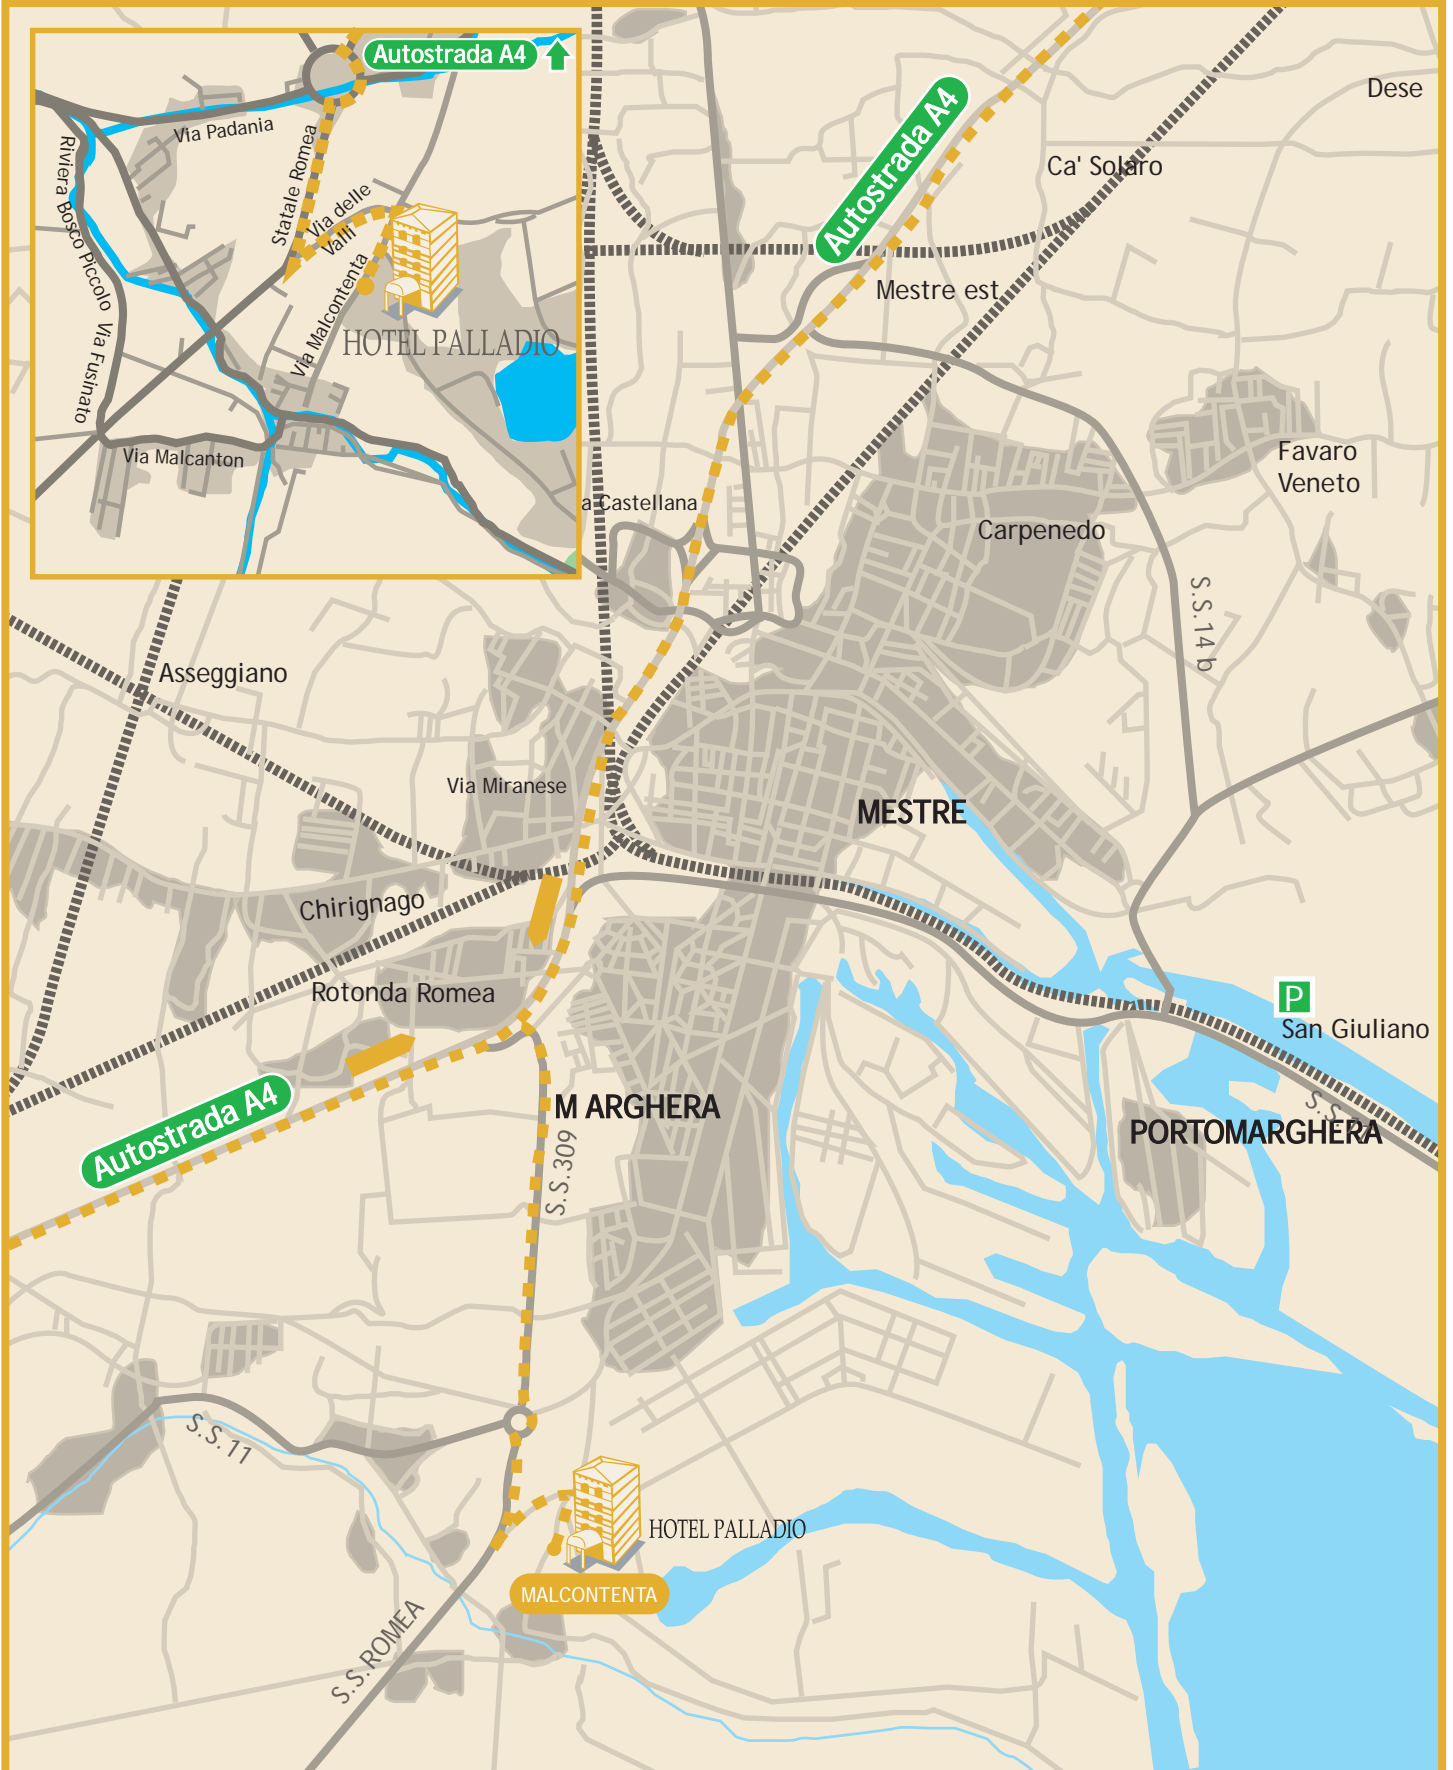 Autostrada A4
Via Padania
Riviera Bosco Piccolo
Statale Romea
Via delle
Valli
Via Malcontenta
HOTEL PALLADIO
Via Fusinato
Via Malcanton
Dese
Autostrada A4
Ca' Solaro
Mestre est
Favaro
Veneto
a Castellana
Carpenedo
S.S.14 b
Asseggiano
Via Miranese
MESTRE
Chirignago
Rotonda Romea
P
San Giuliano
Autostrada A4
M ARGHERA
S.S.309
PORTOMARGHERA
S.S.11
HOTEL PALLADIO
MALCONTENTA
S.S.ROMEA